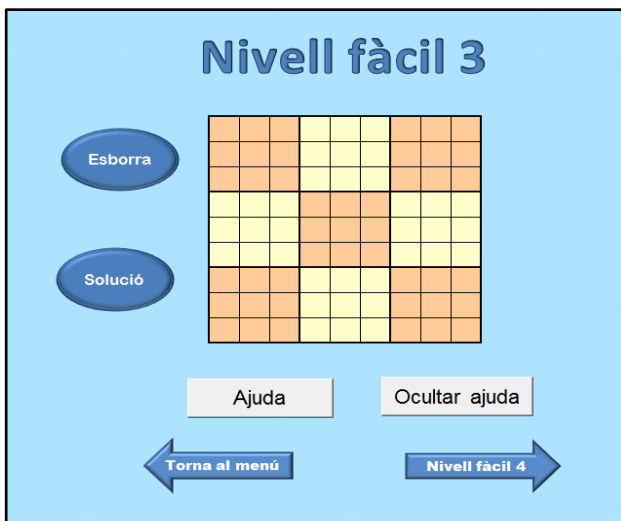 Nivell fàcil 3
Esborra
Solució
Ajuda
Ocultar ajuda
Torna al menú
Nivell fàcil 4